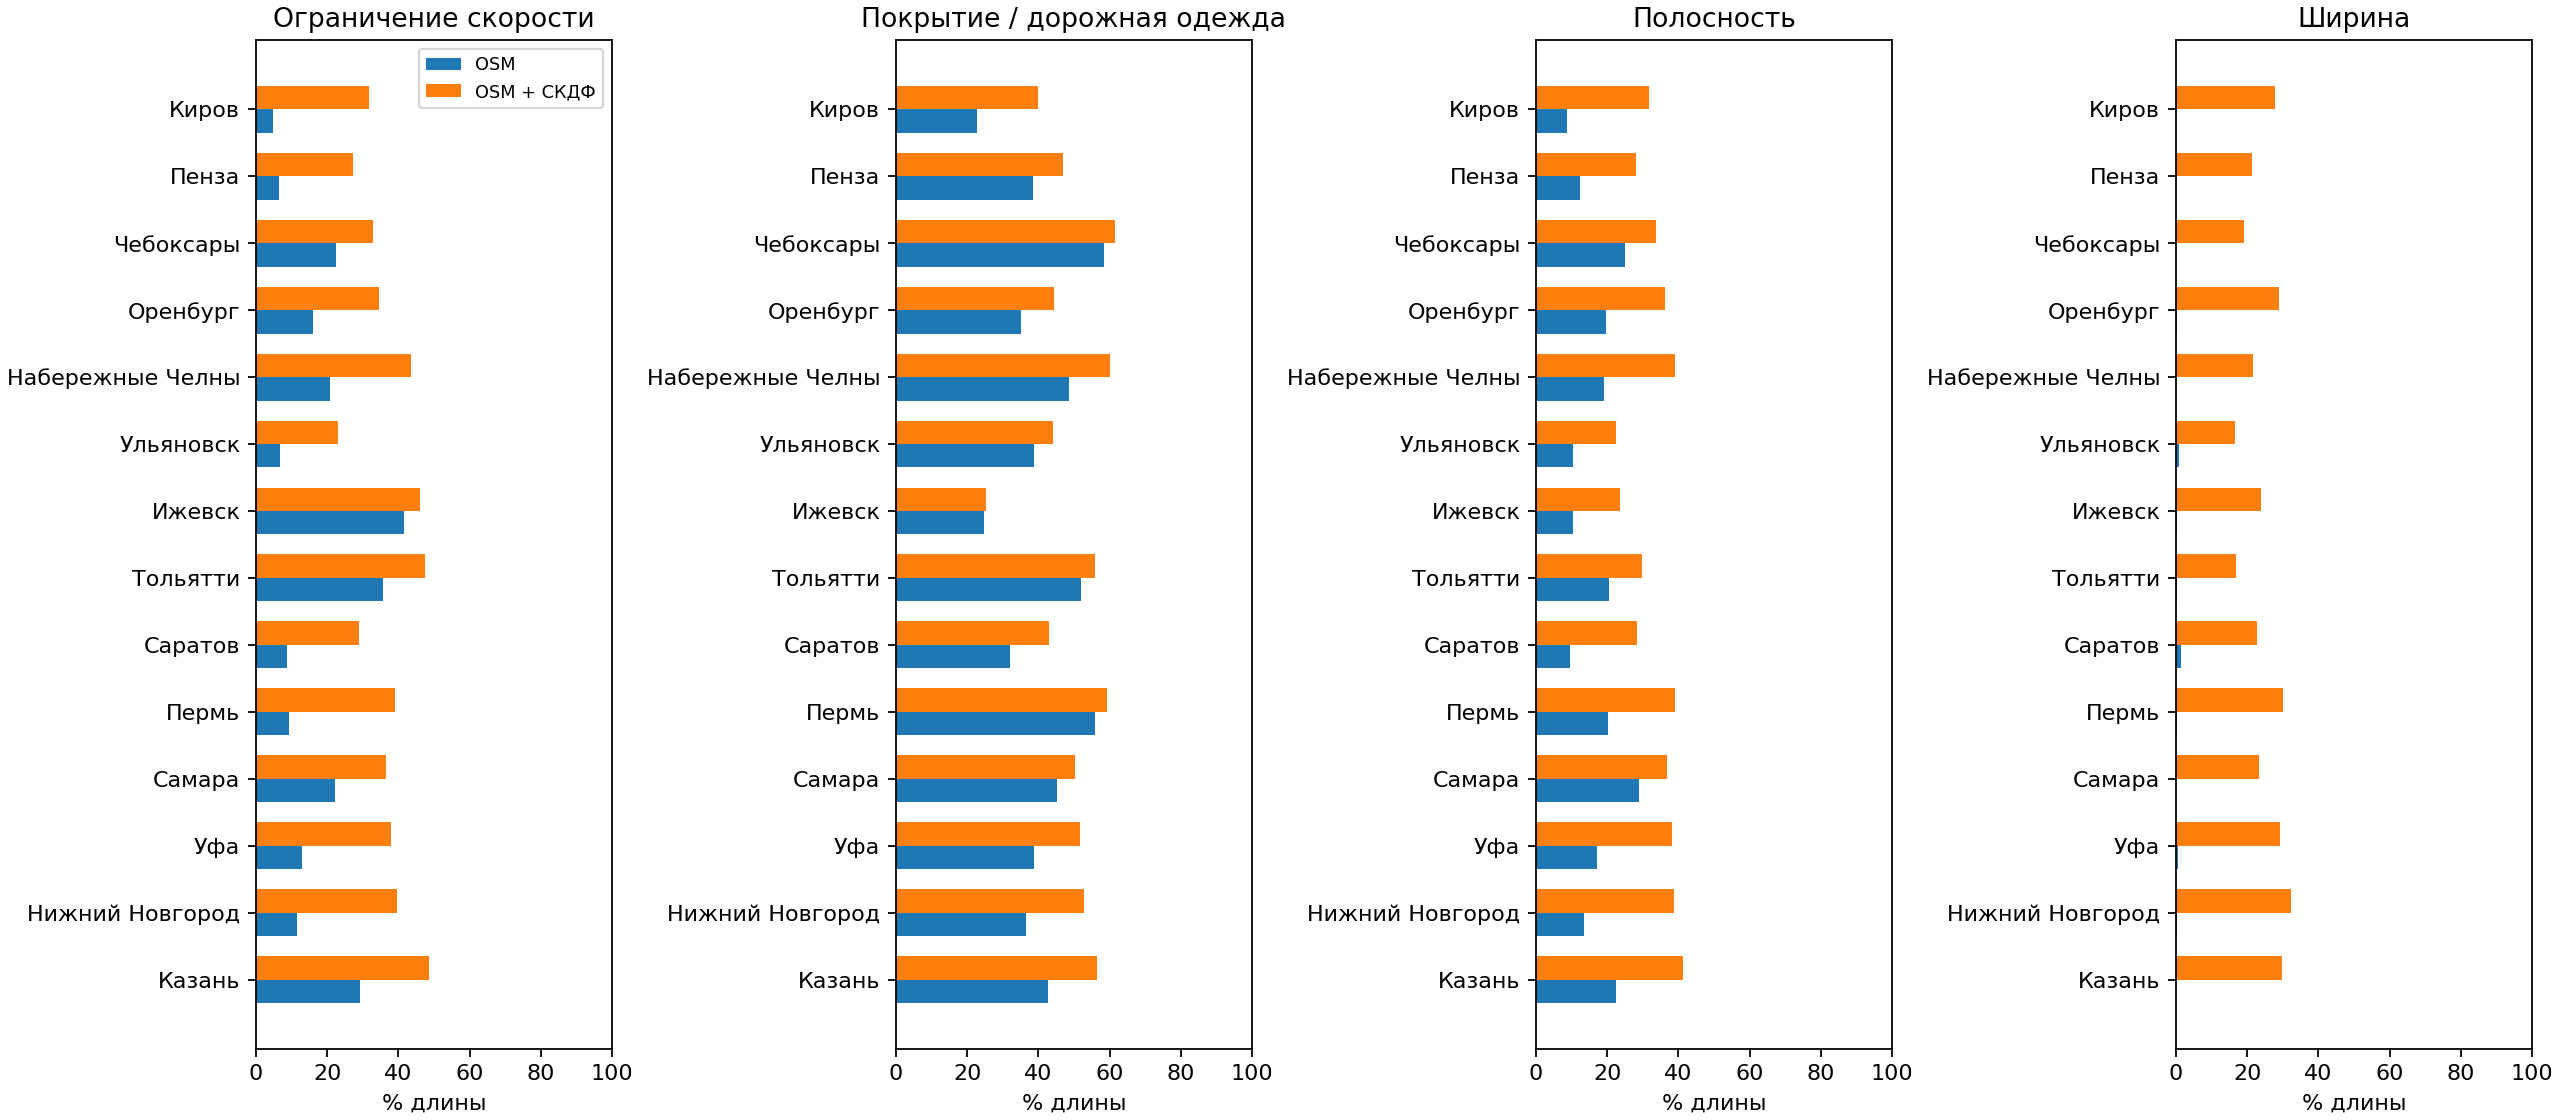 Ограничение скорости
OSM
OSM + СКДФ
Киров
Пенза
Чебоксары
Оренбург
Набережные Челны
Ульяновск
Ижевск
Тольятти
Саратов
Пермь
Самара
Уфа
Нижний Новгород
Казань
0 20 40 60 80 100
% длины
Покрытие / дорожная одежда
Киров
Пенза
Чебоксары
Оренбург
Набережные Челны
Ульяновск
Ижевск
Тольятти
Саратов
Пермь
Самара
Уфа
Нижний Новгород
Казань
0 20 40 60 80 100
% длины
Полосность
Киров
Пенза
Чебоксары
Оренбург
Набережные Челны
Ульяновск
Ижевск
Тольятти
Саратов
Пермь
Самара
Уфа
Нижний Новгород
Казань
0 20 40 60 80 100
% длины
Ширина
Киров
Пенза
Чебоксары
Оренбург
Набережные Челны
Ульяновск
Ижевск
Тольятти
Саратов
Пермь
Самара
Уфа
Нижний Новгород
Казань
0 20 40 60 80 100
% длины